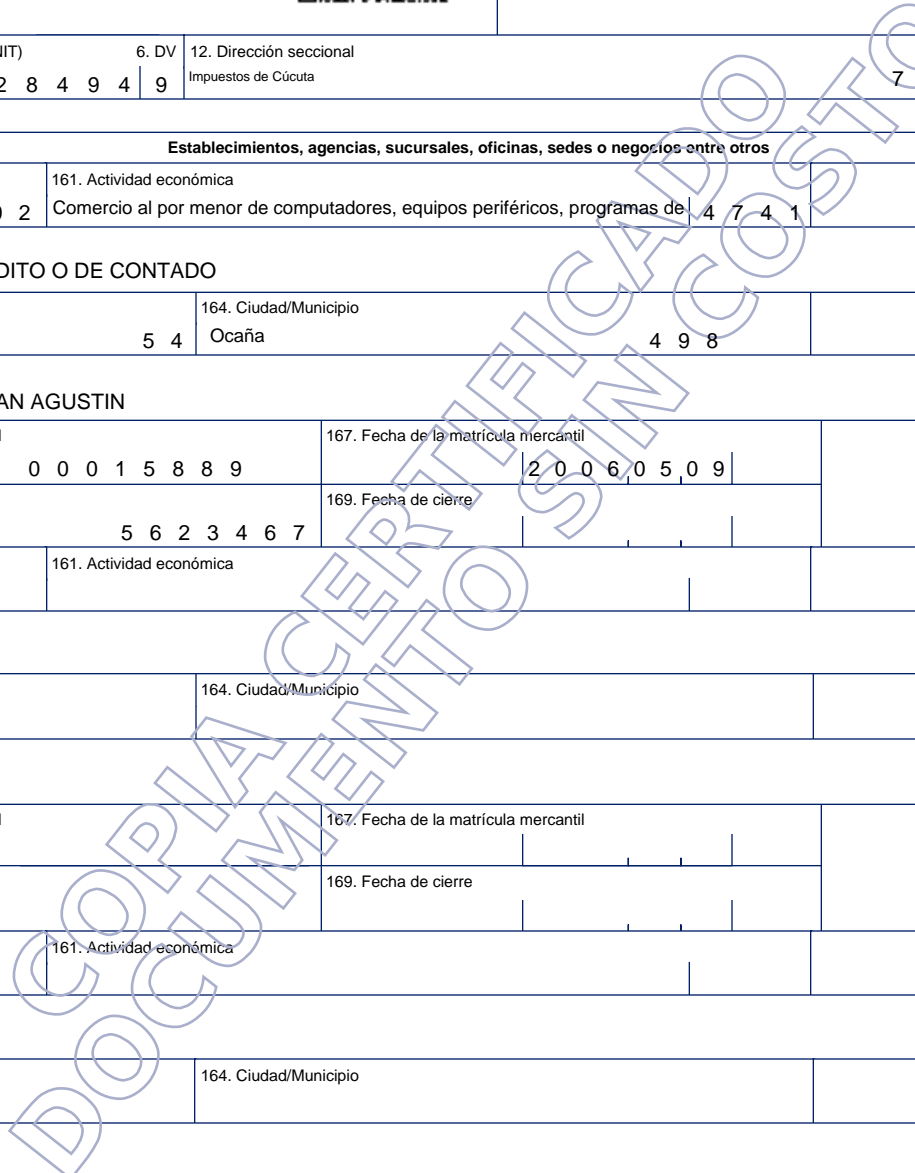 6. DV 12. Dirección seccional
2 8 4 9 4 9 Impuestos de Cúcuta 7
Establecimientos, agencias, sucursales, oficinas, sedes o negocios entre otros
161. Actividad económica
2 Comercio al por menor de computadores, equipos periféricos, programas de 4 7 4 1
DITO O DE CONTADO
164. Ciudad/Municipio
5 4 Ocaña 4 9 8
AN AGUSTIN
167. Fecha de la matrícula mercantil
0 0 0 1 5 8 8 9 2 0 0 6 0 5 0 9
169. Fecha de cierre
5 6 2 3 4 6 7
161. Actividad económica
164. Ciudad/Municipio
167. Fecha de la matrícula mercantil
169. Fecha de cierre
161. Actividad económica
164. Ciudad/Municipio
COPIA CERTIFICADO
DOCUMENTO SIN COSTO